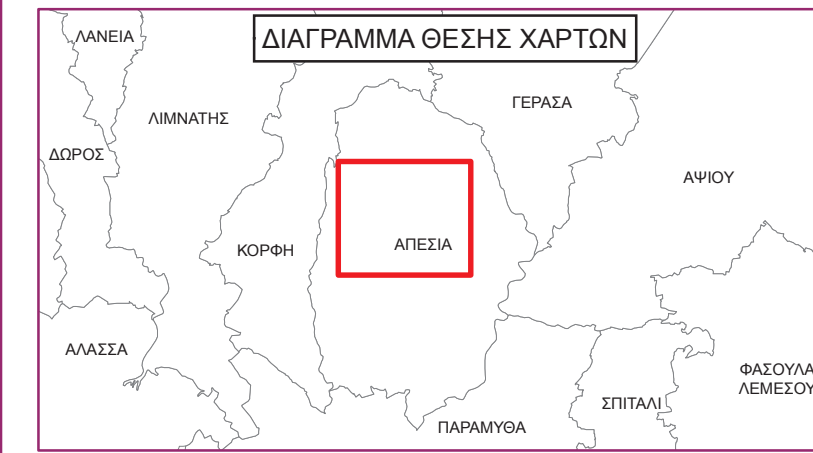 ΔΙΑΓΡΑΜΜΑ ΘΕΣΗΣ ΧΑΡΤΩΝ
ΛΑΝΕΙΑ
ΛΙΜΝΑΤΗΣ
ΓΕΡΑΣΑ
ΔΩΡΟΣ
ΑΨΙΟΥ
ΚΟΡΦΗ
ΑΠΕΣΙΑ
ΑΛΑΣΣΑ
ΦΑΣΟΥΛΑ
ΛΕΜΕΣΟΥ
ΣΠΙΤΑΛΙ
ΠΑΡΑΜΥΘΑ